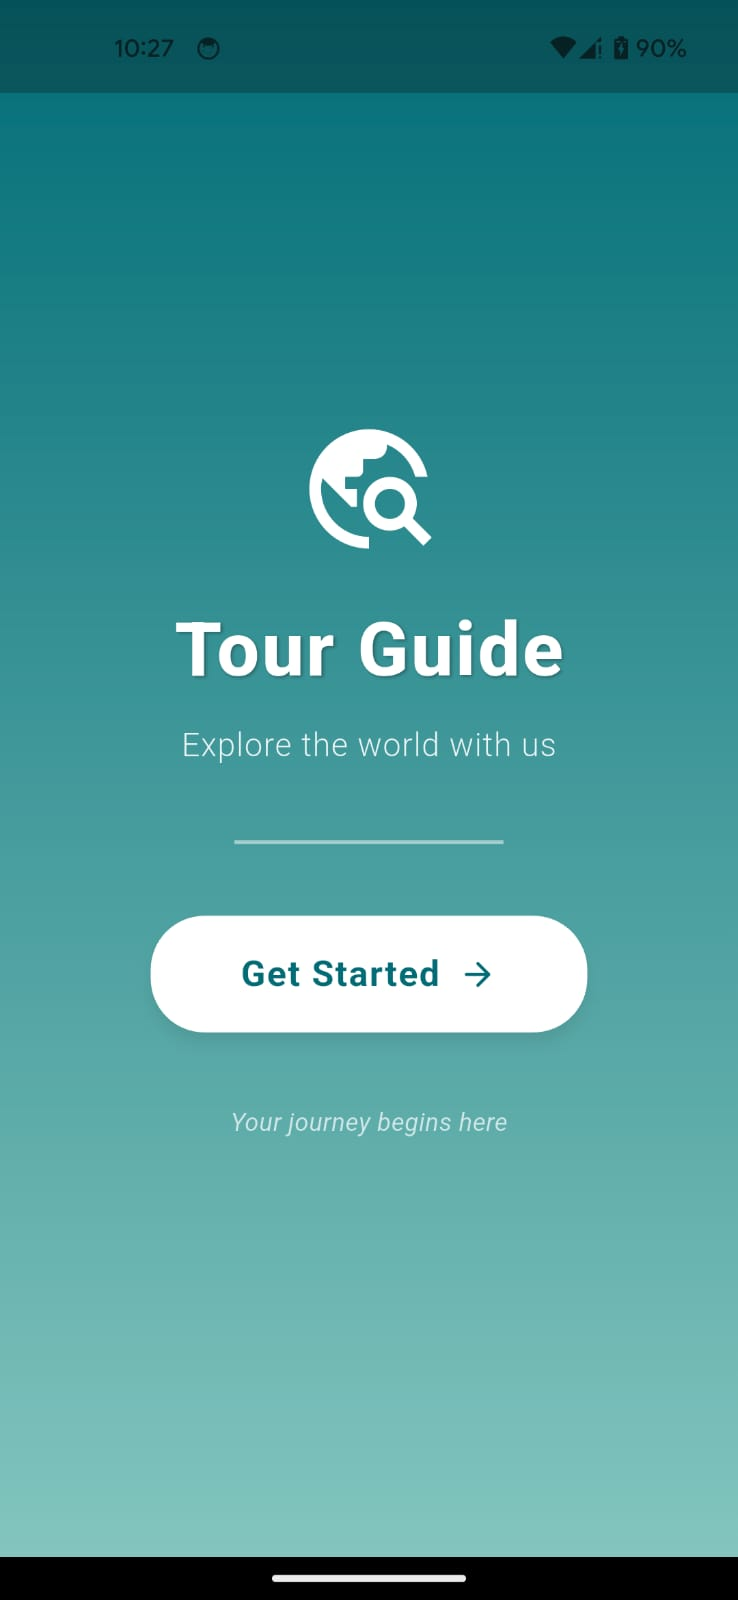 10:27 90%
Tour Guide
Explore the world with us
Get Started →
Your journey begins here